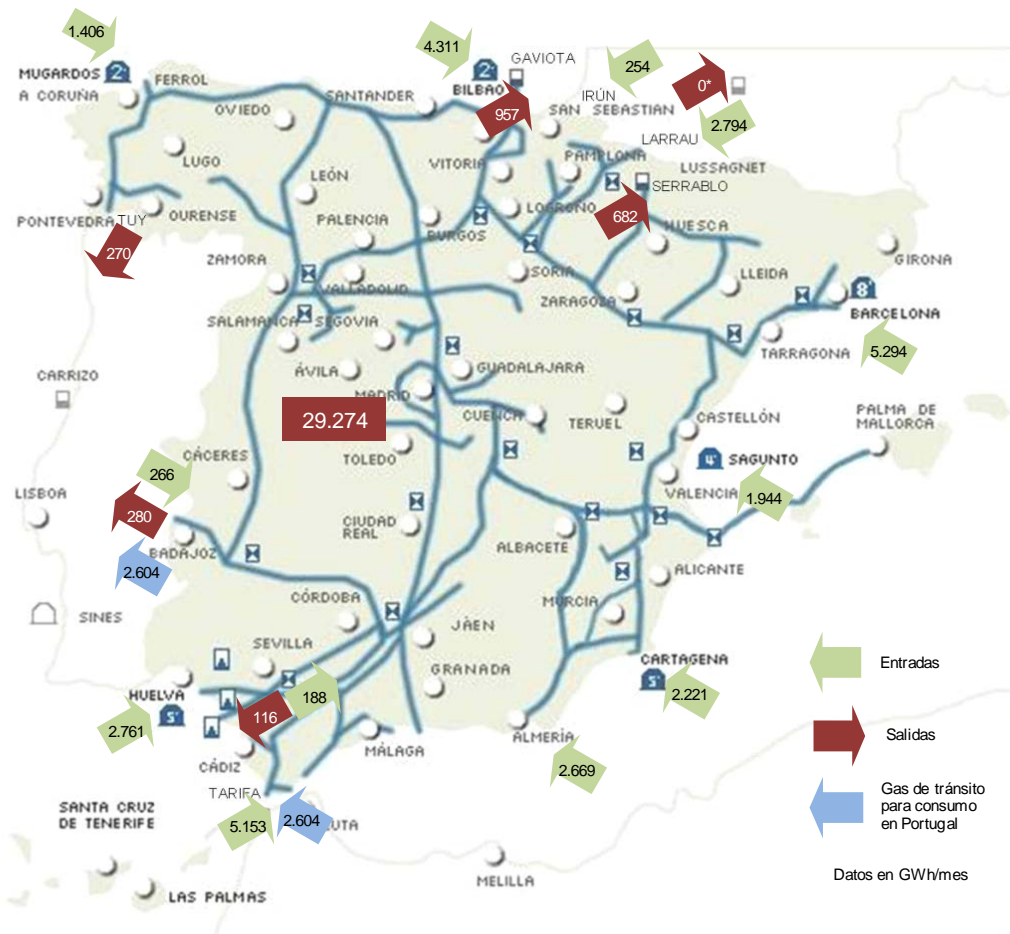 1.406
4.311
GAVIOTA
254
0*
MUGARDOS
2
FERROL
2
BILBAO
A CORUÑA
SANTANDER
IRÚN
SAN SEBASTIAN
957
2.794
OVIEDO
LARRAU
LUGO
VITORIA
PAMPLONA
LUSSAGNET
LEÓN
SERRABLO
PONTEVEDRA
TUY
OURENSE
PALENCIA
LOGROÑO
682
HUESCA
BURGOS
270
ZAMORA
SORIA
GIRONA
VALLADOLID
ZARAGOZA
LLEIDA
8
SALAMANCA
SEGOVIA
BARCELONA
TARRAGONA
5.294
ÁVILA
GUADALAJARA
CARRIZO
MADRID
29.274
CUENCA
TERUEL
CASTELLÓN
PALMA DE
MALLORCA
TOLEDO
CÁCERES
4
SAGUNTO
266
VALENCIA
1.944
LISBOA
280
CIUDAD
REAL
BADAJOZ
ALBACETE
2.604
ALICANTE
CÓRDOBA
MURCIA
SINES
JÁEN
SEVILLA
CARTAGENA
Entradas
GRANADA
5
HUELVA
188
2.221
5
116
2.761
ALMERÍA
Salidas
CÁDIZ
MÁLAGA
2.669
TARIFA
Gas de tránsito
para consumo
en Portugal
SANTA CRUZ
DE TENERIFE
5.153
2.604
EUTA
MELILLA
Datos en GWh/mes
LAS PALMAS